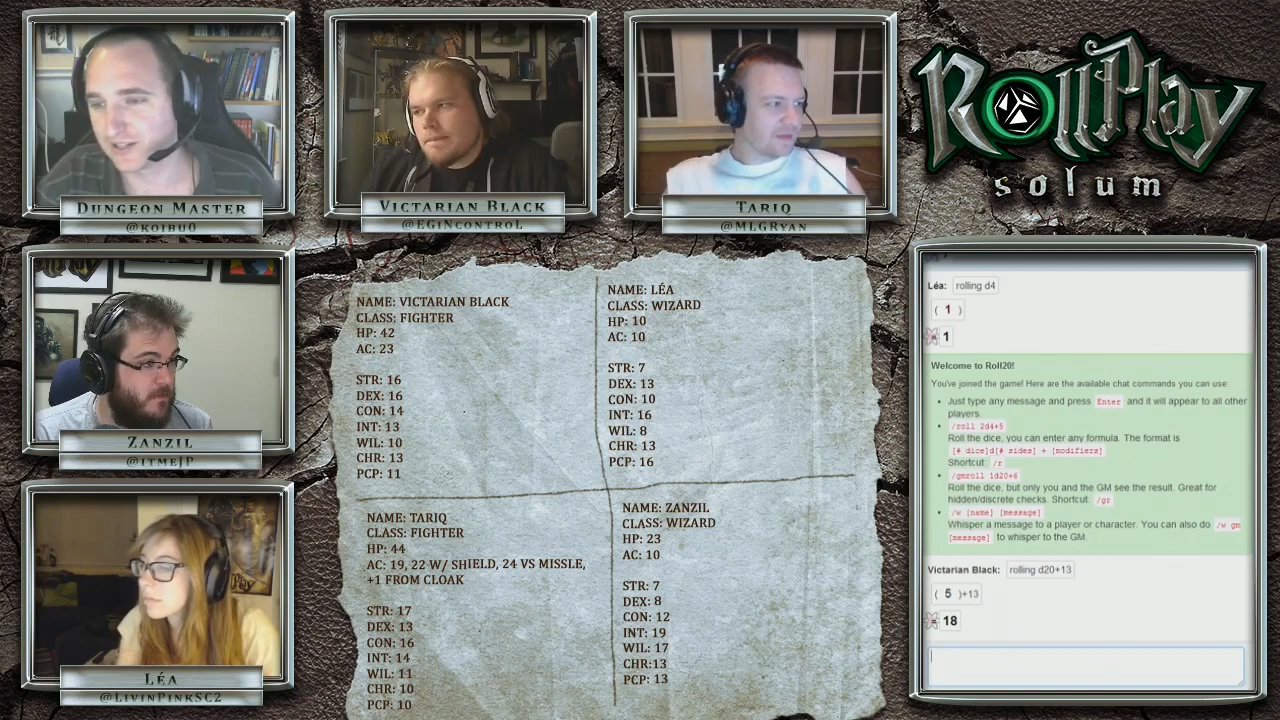 DUNGEON MASTER
@KOIBU0
VICTARIAN BLACK
@EGINCONTROL
TARIQ
@MLGRYAN
RollPlay
solum
ZANZIL
@ITMEJP
LÉA
@LIVINPINKSC2
NAME: VICTARIAN BLACK
CLASS: FIGHTER
HP: 42
AC: 23
STR: 16
DEX: 16
CON: 14
INT: 13
WIL: 10
CHR: 13
PCP: 11
NAME: LÉA
CLASS: WIZARD
HP: 10
AC: 10
STR: 7
DEX: 13
CON: 10
INT: 16
WIL: 8
CHR: 13
PCP: 16
NAME: TARIQ
CLASS: FIGHTER
HP: 44
AC: 19, 22 W/ SHIELD, 24 VS MISSLE,
+1 FROM CLOAK
STR: 17
DEX: 13
CON: 16
INT: 14
WIL: 11
CHR: 10
PCP: 10
NAME: ZANZIL
CLASS: WIZARD
HP: 23
AC: 10
STR: 7
DEX: 8
CON: 12
INT: 19
WIL: 17
CHR:13
PCP: 13
Léa: rolling d4
( 1 )
1
Welcome to Roll20!
You've joined the game! Here are the available chat commands you can use:
Just type any message and press Enter and it will appear to all other
players.
/roll 2d4+5
Roll the dice, you can enter any formula. The format is
[# dice]d[# sides] + [modifiers]
Shortcut: /r
/gmroll 1d20+6
Roll the dice, but only you and the GM see the result. Great for
hidden/discrete checks. Shortcut: /gr
/w [name] [message]
Whisper a message to a player or character. You can also do /w gm
[message] to whisper to the GM.
Victarian Black: rolling d20+13
( 5 )+13
18
Play